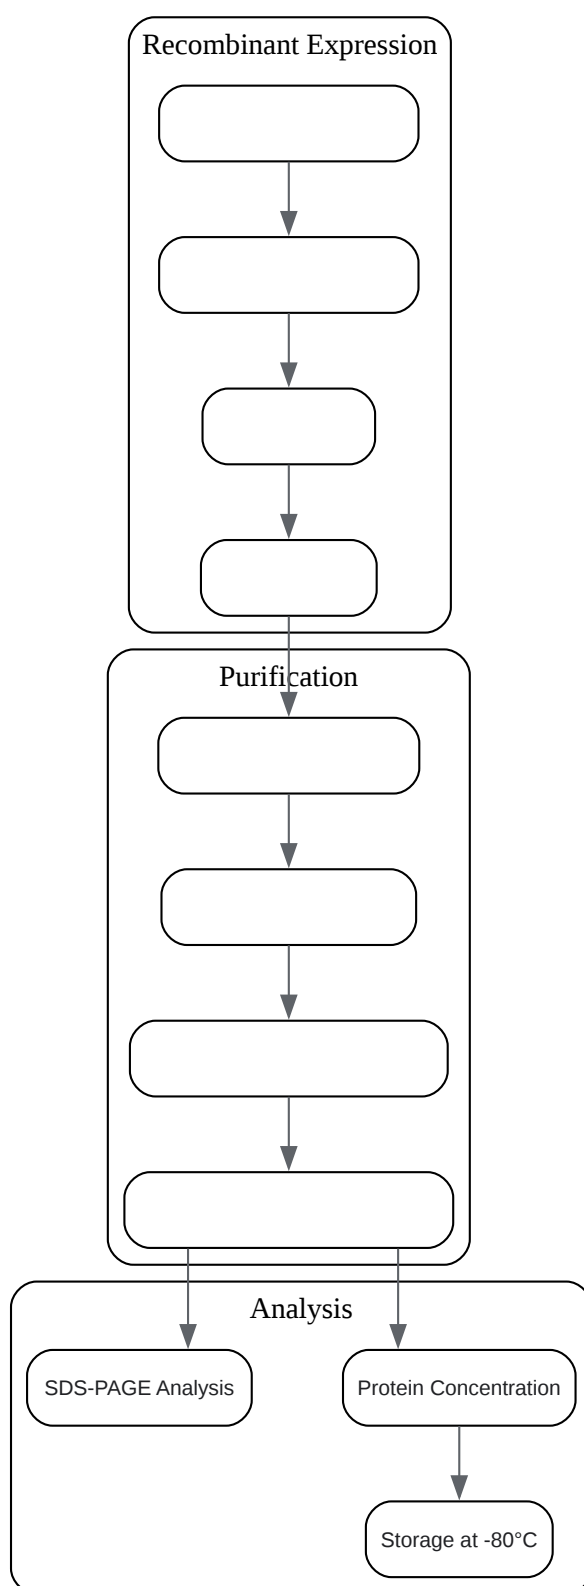 Recombinant Expression
Purification
Analysis
SDS-PAGE Analysis
Protein Concentration
Storage at -80°C